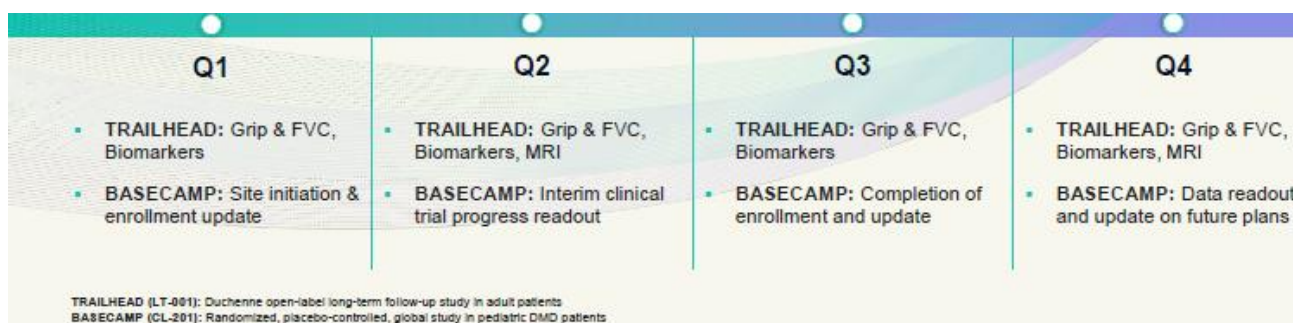 Q1
TRAILHEAD: Grip & FVC,
Biomarkers
BASECAMP: Site initiation &
enrollment update
Q2
TRAILHEAD: Grip & FVC,
Biomarkers, MRI
BASECAMP: Interim clinical
trial progress readout
Q3
TRAILHEAD: Grip & FVC,
Biomarkers
BASECAMP: Completion of
enrollment and update
Q4
TRAILHEAD: Grip & FVC,
Biomarkers, MRI
BASECAMP: Data readout
and update on future plans
TRAILHEAD (LT-001): Duchenne open-label long-term follow-up study in adult patients
BASECAMP (CL-201): Randomized, placebo-controlled, global study in pediatric DMD patients